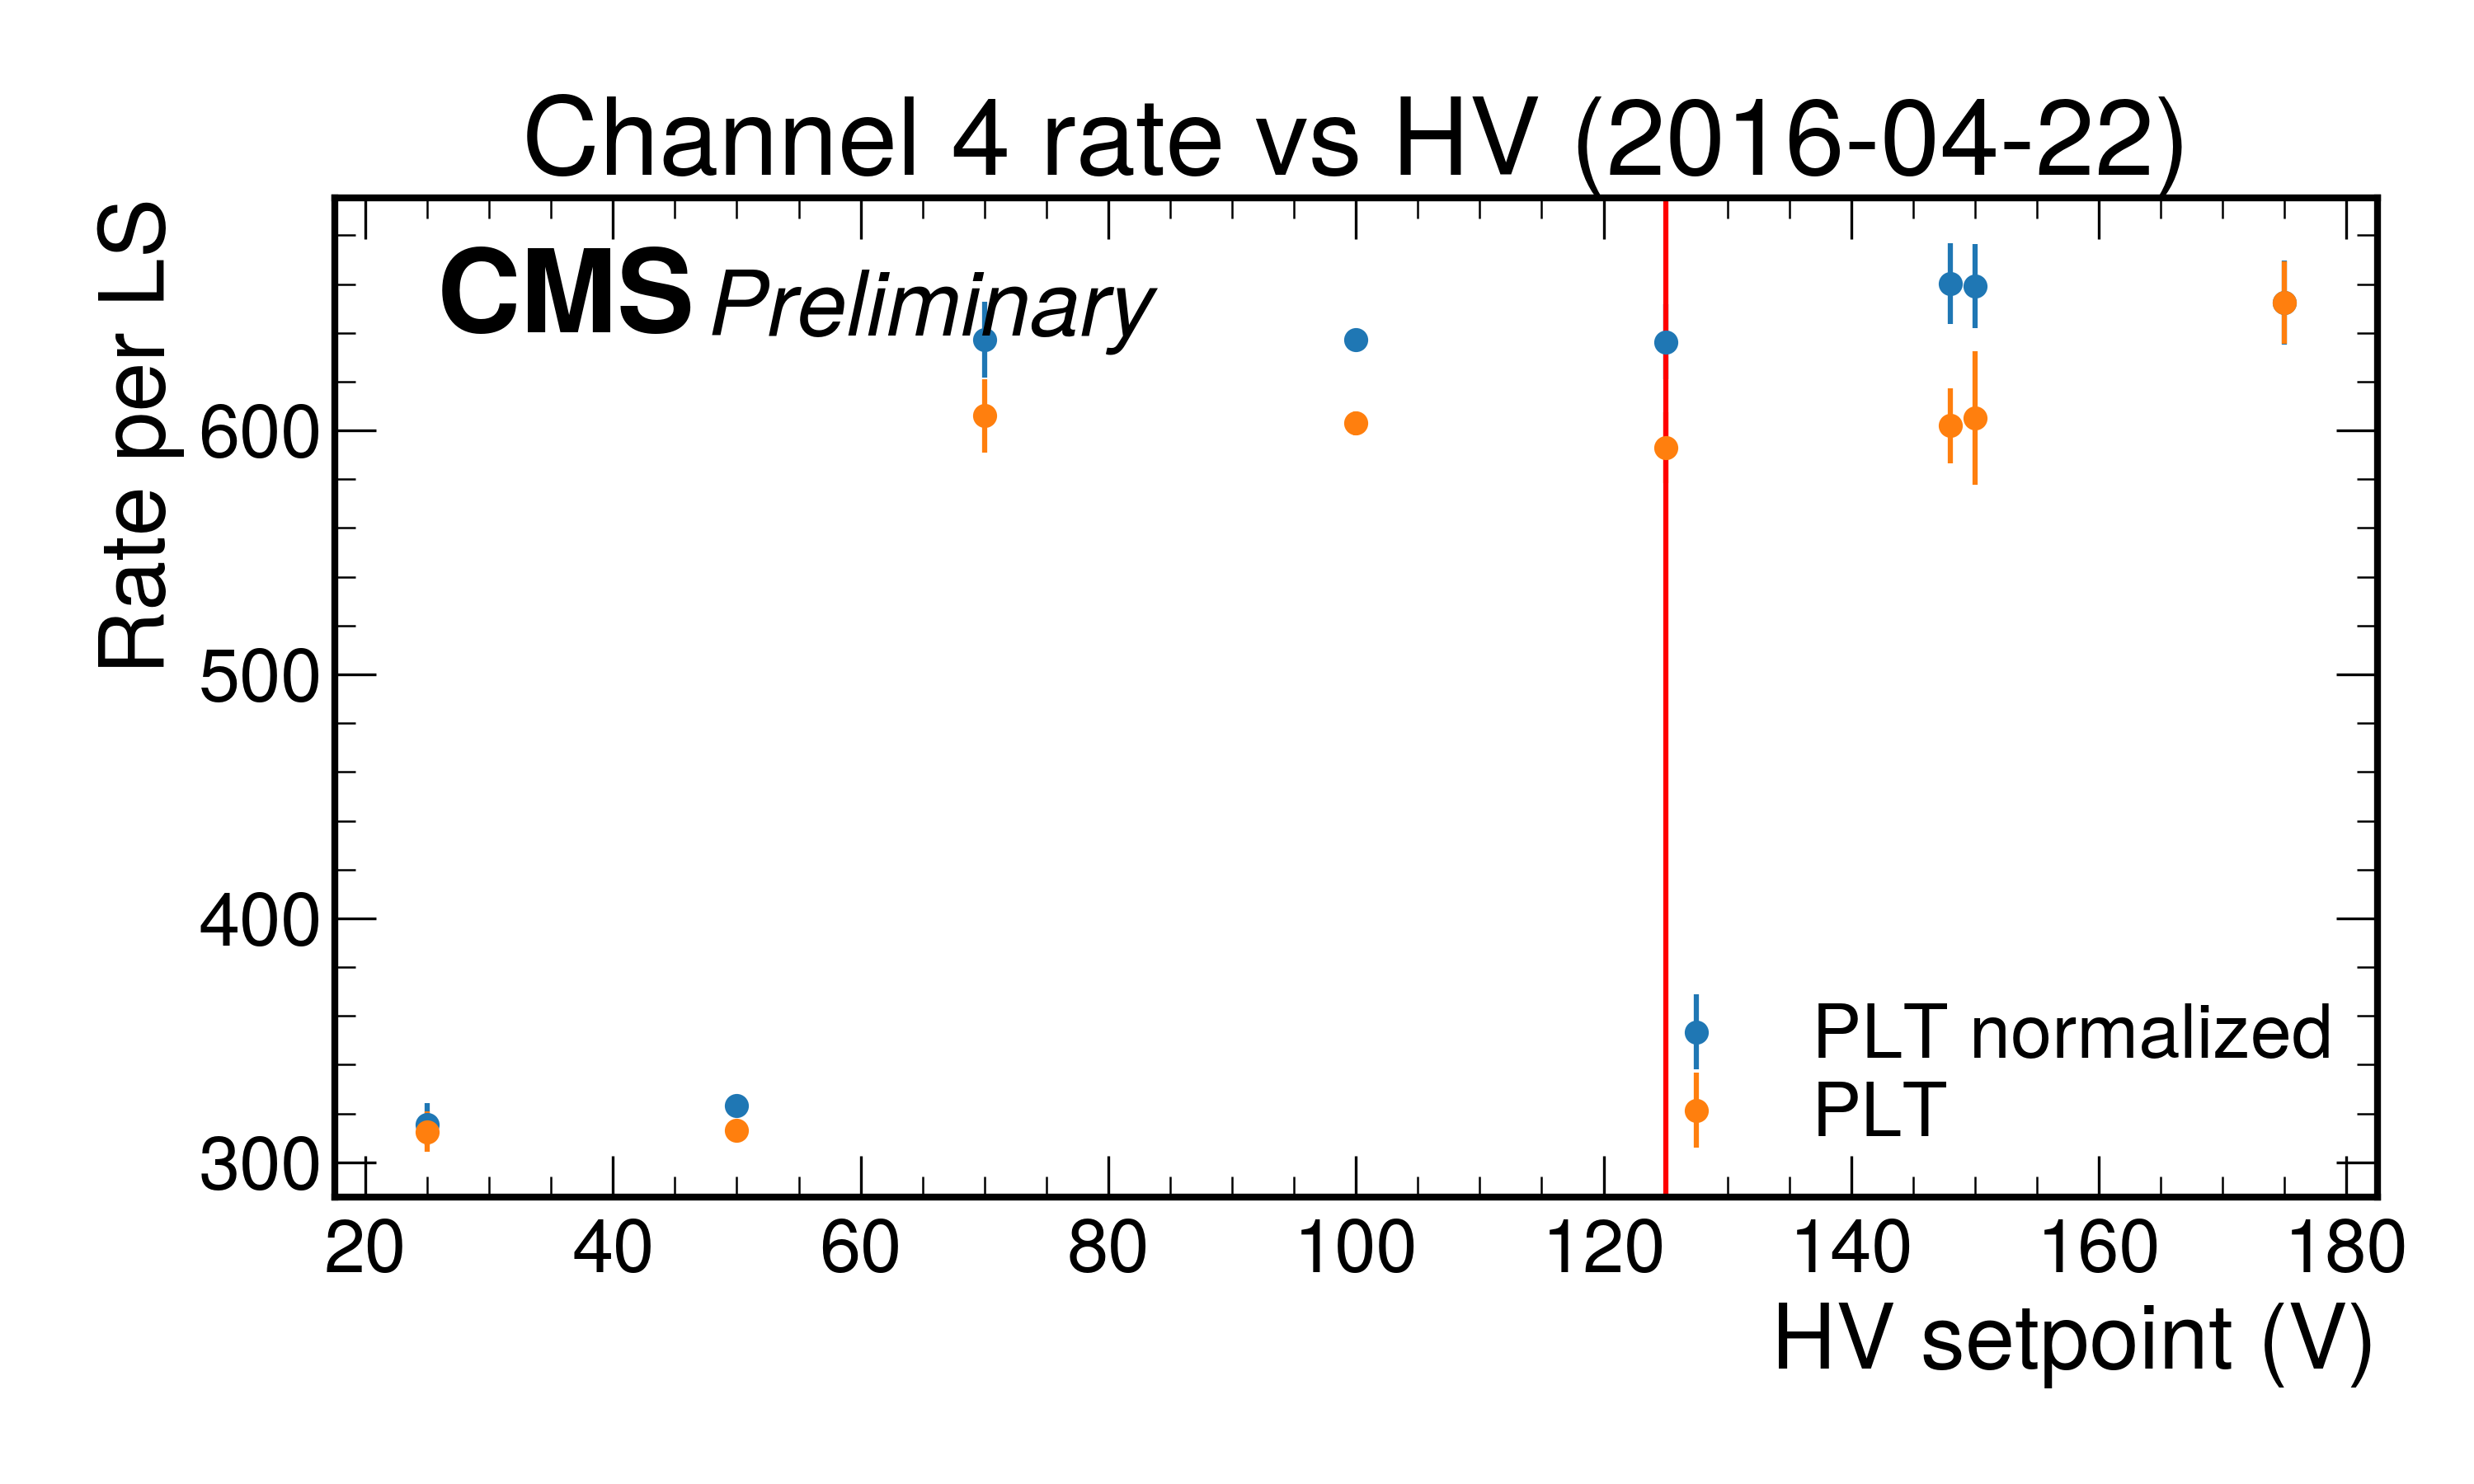 Channel 4 rate vs HV (2016-04-22)
CMS Preliminary
Rate per LS
600
500
400
300
PLT normalized
PLT
20 40 60 80 100 120 140 160 180
HV setpoint (V)